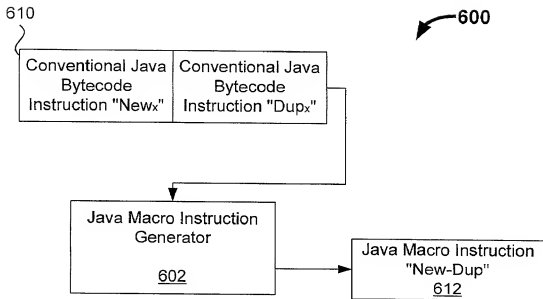 610
600
Conventional Java
Bytecode
Instruction "Newx"
Conventional Java
Bytecode
Instruction "Dupx"
Java Macro Instruction
Generator
602
Java Macro Instruction
"New-Dup"
612